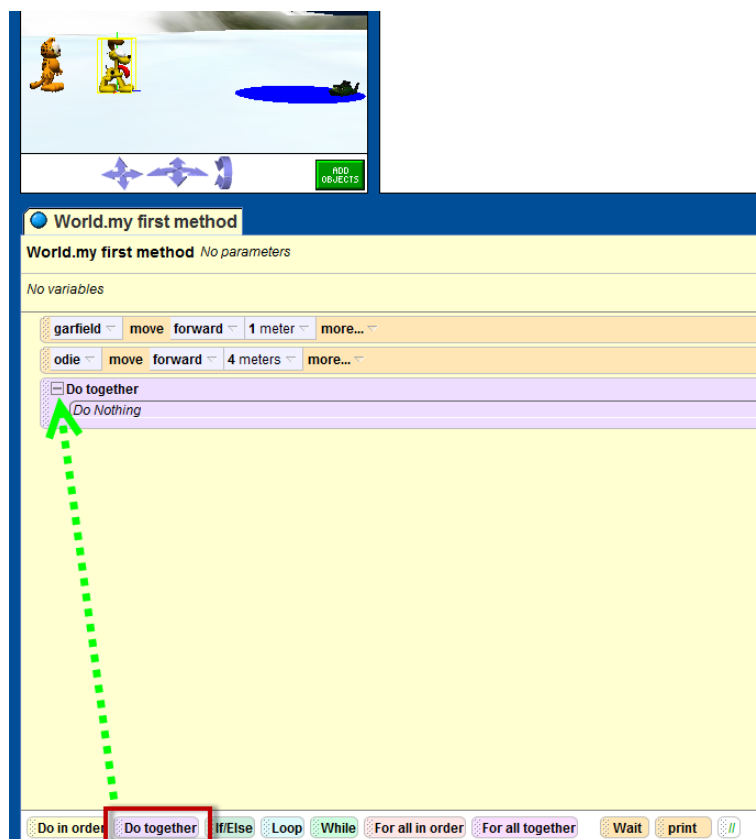 ADD
OBJECTS
World.my first method
World.my first method No parameters
No variables
garfield move forward 1 meter more...
odie move forward 4 meters more...
Do together
Do Nothing
Do in order Do together If/Else Loop While For all in order For all together Wait print //